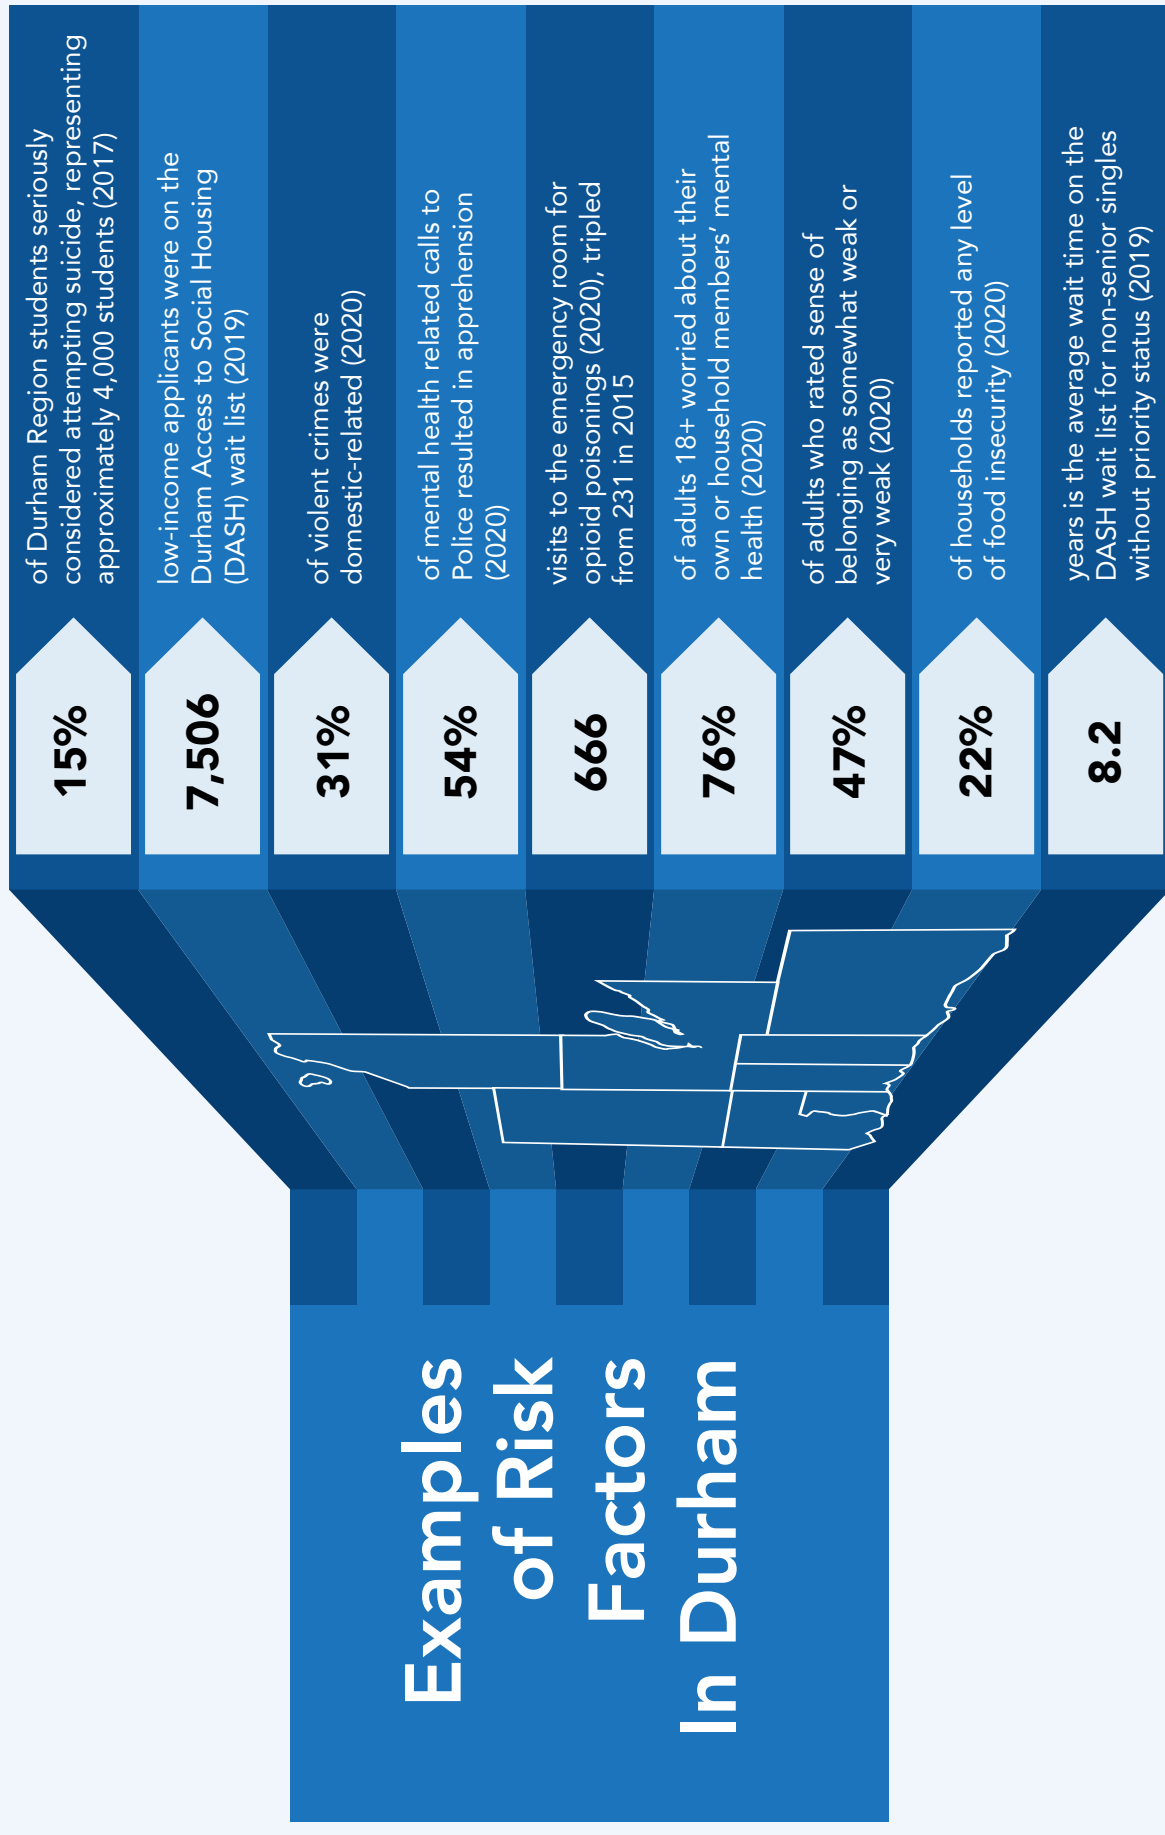 Examples
of Risk
Factors
In Durham
15%
of Durham Region students seriously
considered attempting suicide, representing
approximately 4,000 students (2017)
7,506
low-income applicants were on the
Durham Access to Social Housing
(DASH) wait list (2019)
31%
of violent crimes were
domestic-related (2020)
54%
of mental health related calls to
Police resulted in apprehension
(2020)
666
visits to the emergency room for
opioid poisonings (2020), tripled
from 231 in 2015
76%
of adults 18+ worried about their
own or household members’ mental
health (2020)
47%
of adults who rated sense of
belonging as somewhat weak or
very weak (2020)
22%
of households reported any level
of food insecurity (2020)
8.2
years is the average wait time on the
DASH wait list for non-senior singles
without priority status (2019)